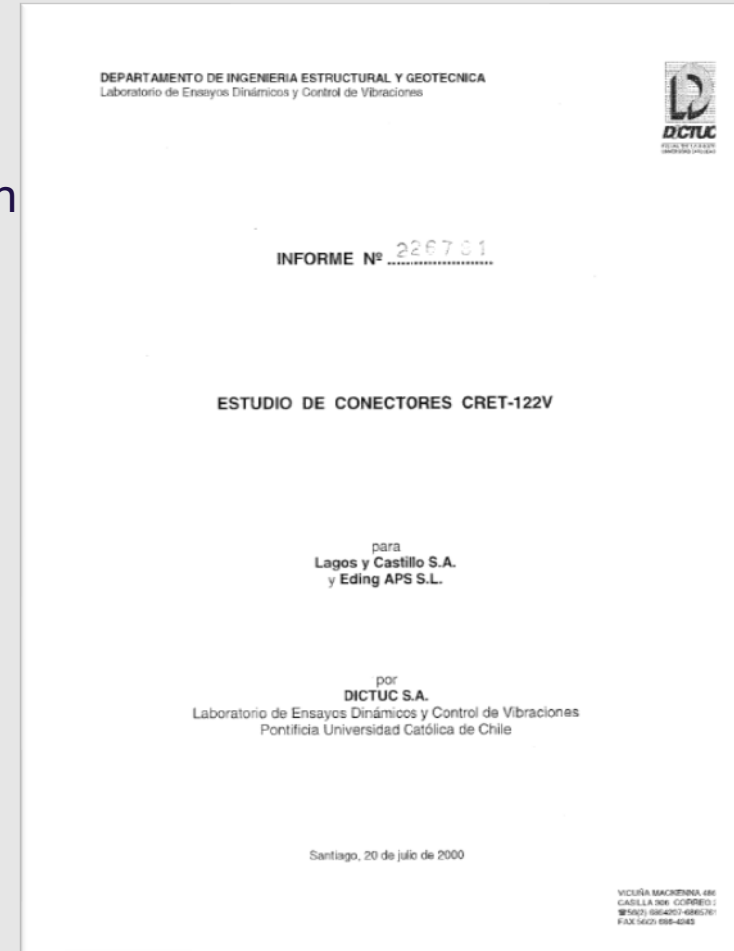 DEPARTAMENTO DE INGENIERIA ESTRUCTURAL Y GEOTECNICA
Laboratorio de Ensayos Dinámicos y Control de Vibraciones
DICTUC
n
INFORME Nº
ESTUDIO DE CONECTORES CRET-122V
para
Lagos y Castillo S.A.
y Eding APS S.L.
por
DICTUC S.A.
Laboratorio de Ensayos Dinámicos y Control de Vibraciones
Pontificia Universidad Católica de Chile
Santiago, 20 de julio de 2000
VICUÑA MACKENNA
CASILLA
FAX